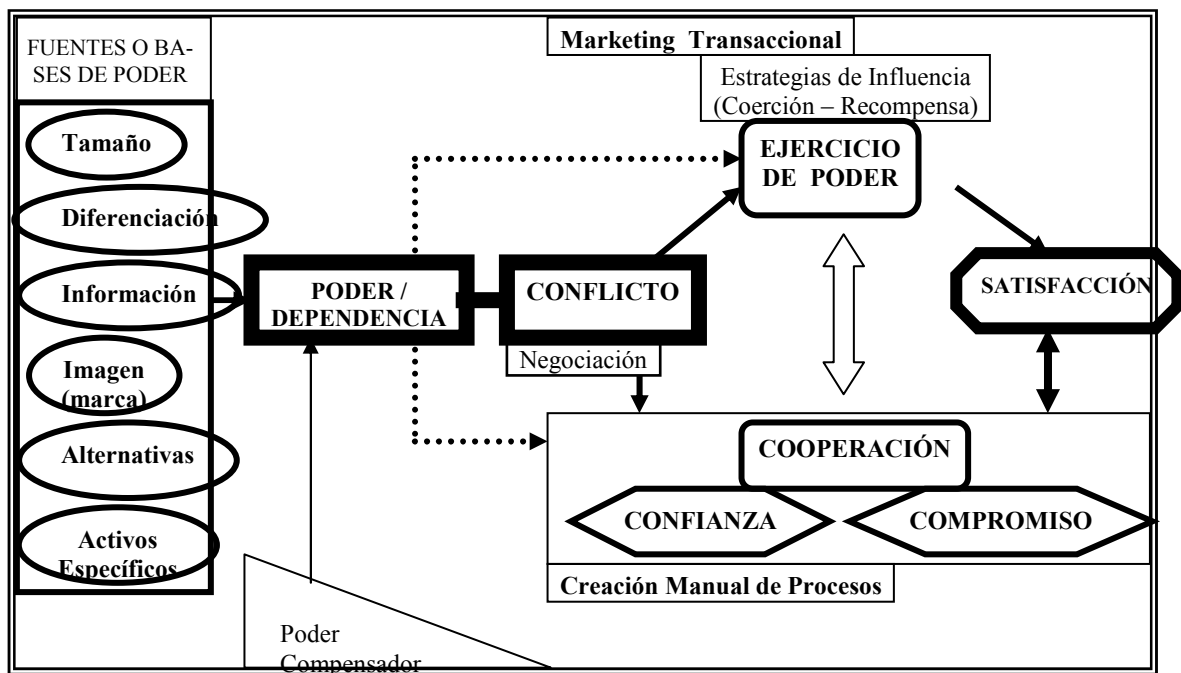 FUENTES O BA-
SES DE PODER
Tamaño
Diferenciación
Información
Imagen
(marca)
Alternativas
Activos
Específicos
PODER /
DEPENDENCIA
Poder
Compensador
CONFLICTO
Negociación
Marketing Transaccional
Estrategias de Influencia
(Coerción – Recompensa)
EJERCICIO
DE PODER
SATISFACCIÓN
COOPERACIÓN
CONFIANZA
COMPROMISO
Creación Manual de Procesos